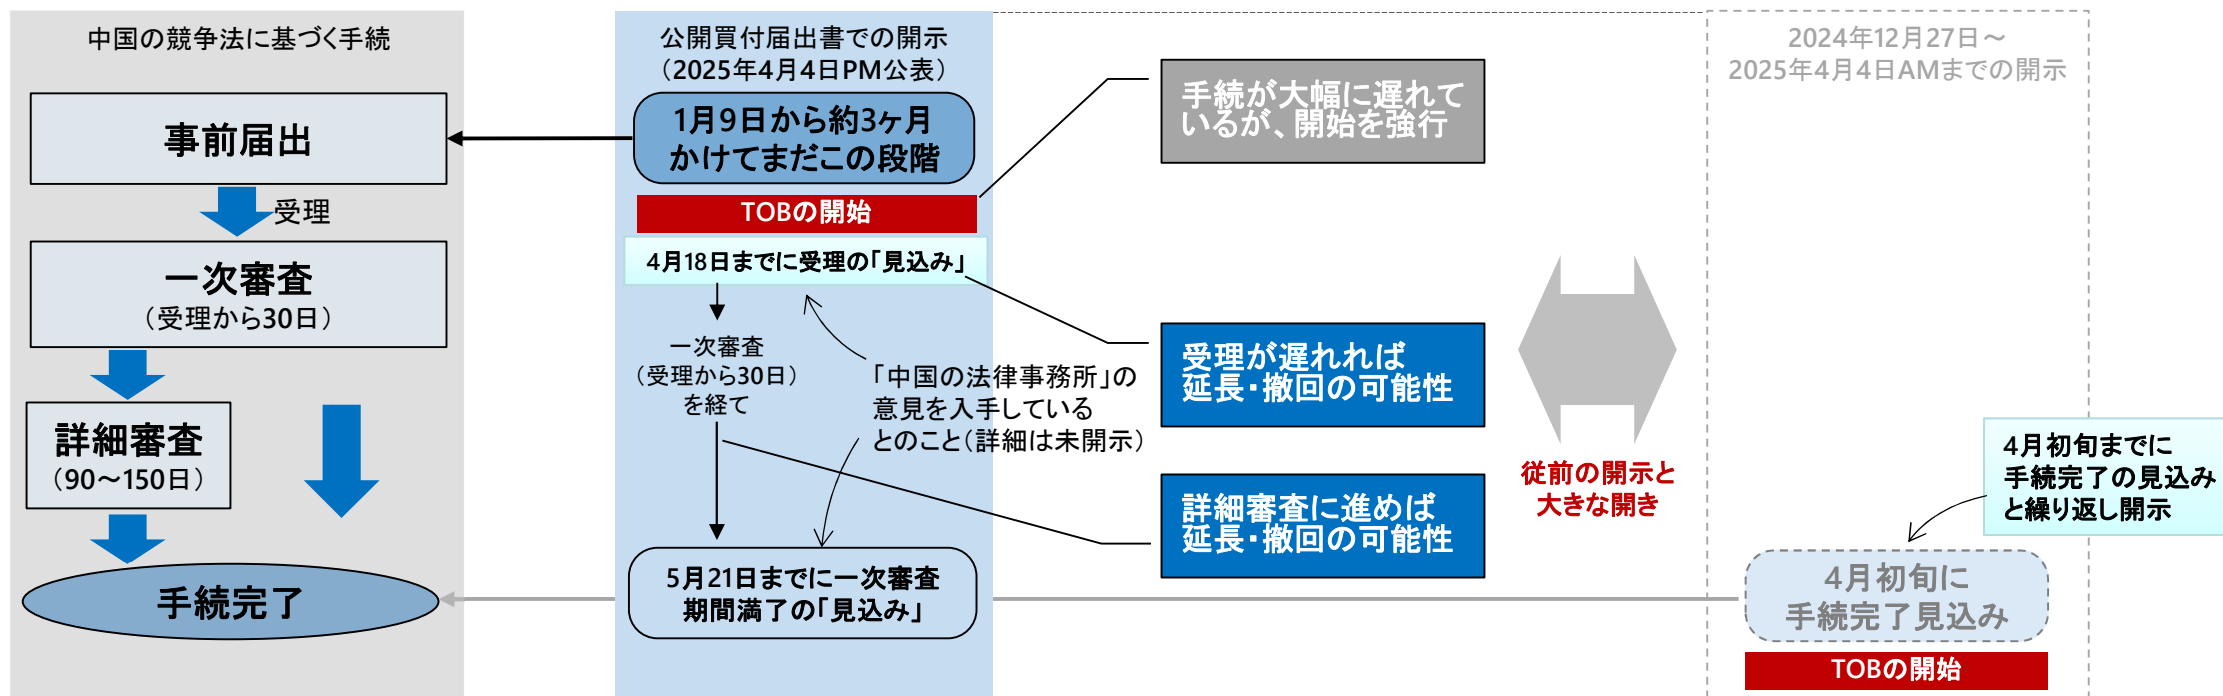 中国の競争法に基づく手続
事前届出
受理
一次審査
（受理から30日）
詳細審査
（90～150日）
手続完了
公開買付届出書での開示
（2025年4月4日PM公表）
1月9日から約3ヶ月
かけてまだこの段階
TOBの開始
4月18日までに受理の「見込み」
一次審査
（受理から30日）
を経て
「中国の法律事務所」の
意見を入手している
とのこと（詳細は未開示）
5月21日までに一次審査
期間満了の「見込み」
手続が大幅に遅れて
いるが、開始を強行
受理が遅れれば
延長・撤回の可能性
詳細審査に進めば
延長・撤回の可能性
従前の開示と
大きな開き
2024年12月27日～
2025年4月4日AMまでの開示
4月初旬までに
手続完了の見込み
と繰り返し開示
4月初旬に
手続完了見込み
TOBの開始